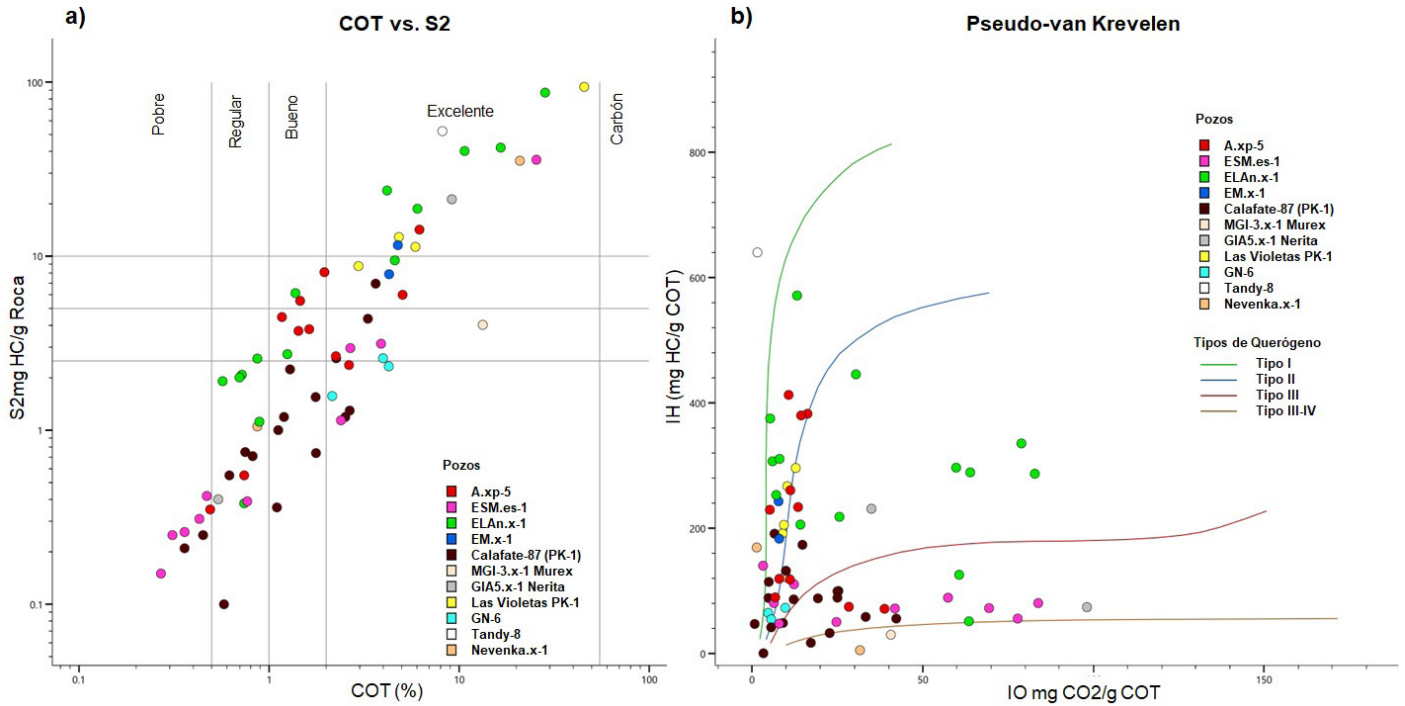 a)
COT vs. S2
S2mg HC/g Roca
100
10
1
0.1
Pobre
Regular
Bueno
Excelente
Carbón
Pozos
A.xp-5
ESM.es-1
ELAn.x-1
EM.x-1
Calafate-87 (PK-1)
MGI-3.x-1 Murex
GIA5.x-1 Nerita
Las Violetas PK-1
GN-6
Tandy-8
Nevenka.x-1
0.1
1
10
100
COT (%)
b)
Pseudo-van Krevelen
IH (mg HC/g COT)
800
600
400
200
0
Pozos
A.xp-5
ESM.es-1
ELAn.x-1
EM.x-1
Calafate-87 (PK-1)
MGI-3.x-1 Murex
GIA5.x-1 Nerita
Las Violetas PK-1
GN-6
Tandy-8
Nevenka.x-1
Tipos de Querógeno
Tipo I
Tipo II
Tipo III
Tipo III-IV
0
50
150
IO mg CO2/g COT